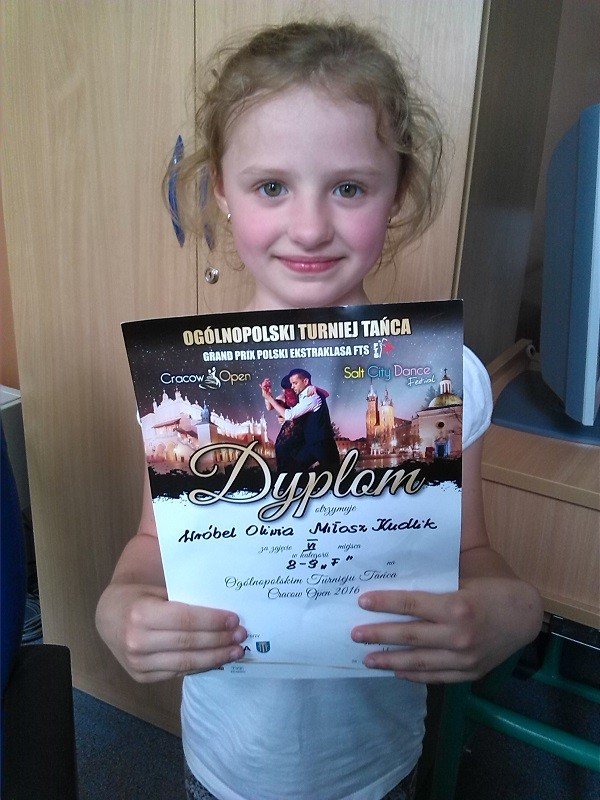 OGÓLNOPOLSKI TURNIEJ TAŃCA
GRAND PRIX POLSKI EKSTRAKLASA FTS
Cracow Open
Salt City Dance
Festival
Dyplom
otrzymuje
Wróbel Oliwia Miłosz Kudlik
za zajęcie VI miejsca
w kategorii
8-9 „F" na
Ogólnopolskim Turnieju Tańca
Cracow Open 2016